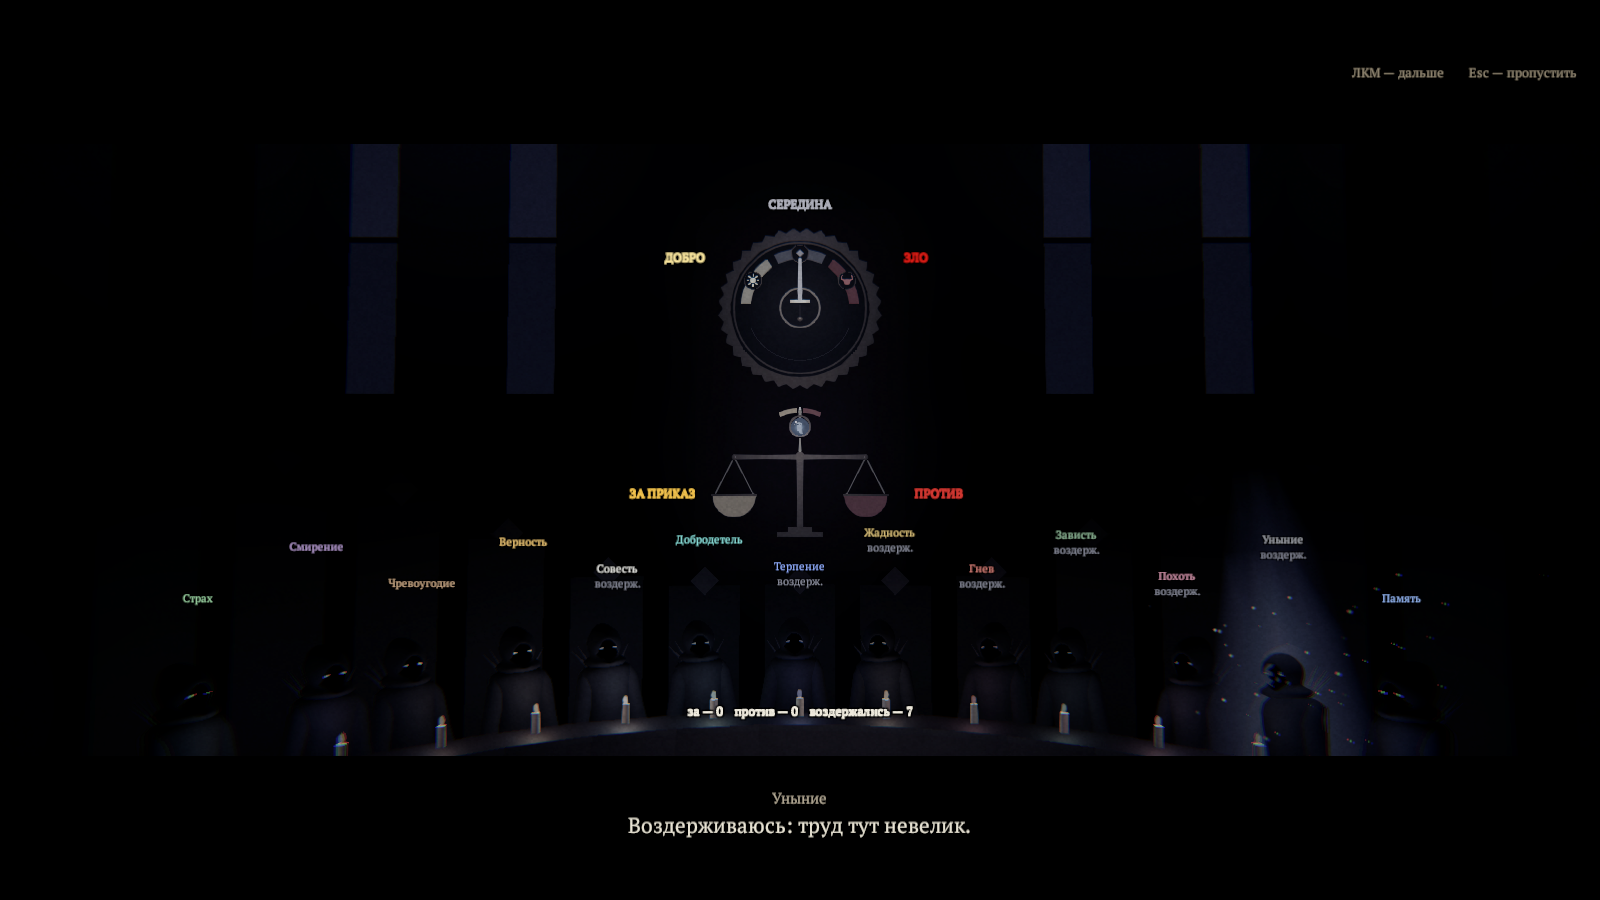 ЛКМ — дальше Esc — пропустить
СЕРЕДИНА
ДОБРО
ЗЛО
ЗА ПРИКАЗ
ПРОТИВ
Смирение
Верность
Добродетель
Жадность
воздерж.
Зависть
воздерж.
Уныние
воздерж.
Страх
Чревоугодие
Совесть
воздерж.
Терпение
воздерж.
Гнев
воздерж.
Похоть
воздерж.
Память
за — 0 против — 0 воздержались — 7
Уныние
Воздерживаюсь: труд тут невелик.